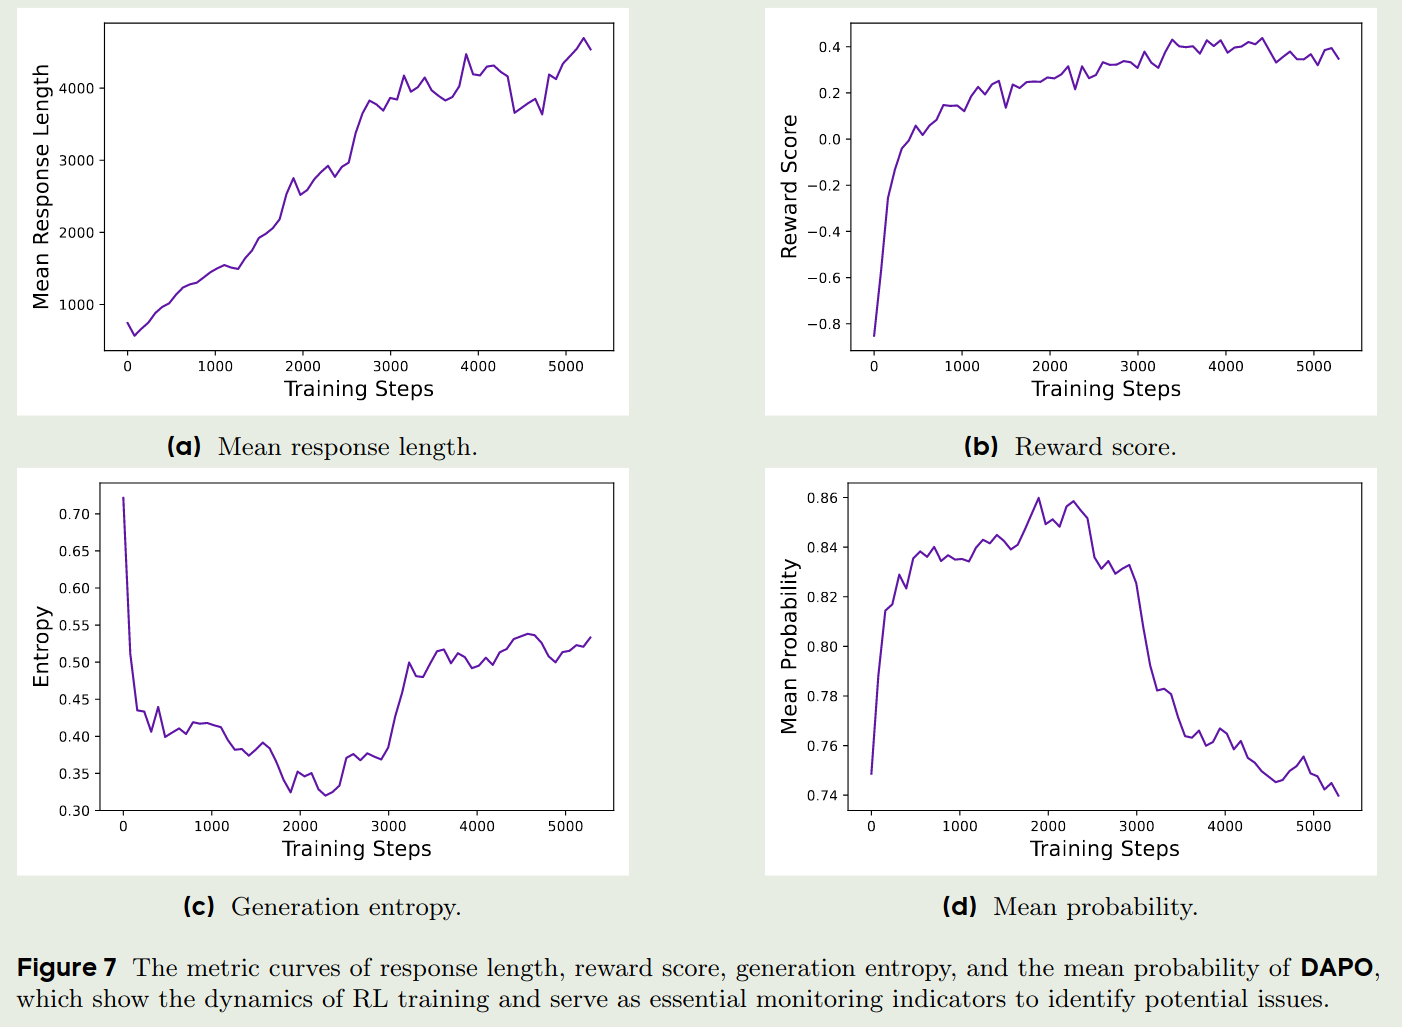 Mean Response Length
4000
3000
2000
1000
0 1000 2000 3000 4000 5000
Training Steps
(a) Mean response length.
Reward Score
0.4
0.2
0.0
−0.2
−0.4
−0.6
−0.8
0 1000 2000 3000 4000 5000
Training Steps
(b) Reward score.
Entropy
0.70
0.65
0.60
0.55
0.50
0.45
0.40
0.35
0.30
0 1000 2000 3000 4000 5000
Training Steps
(c) Generation entropy.
Mean Probability
0.86
0.84
0.82
0.80
0.78
0.76
0.74
0 1000 2000 3000 4000 5000
Training Steps
(d) Mean probability.
Figure 7 The metric curves of response length, reward score, generation entropy, and the mean probability of DAPO,
which show the dynamics of RL training and serve as essential monitoring indicators to identify potential issues.